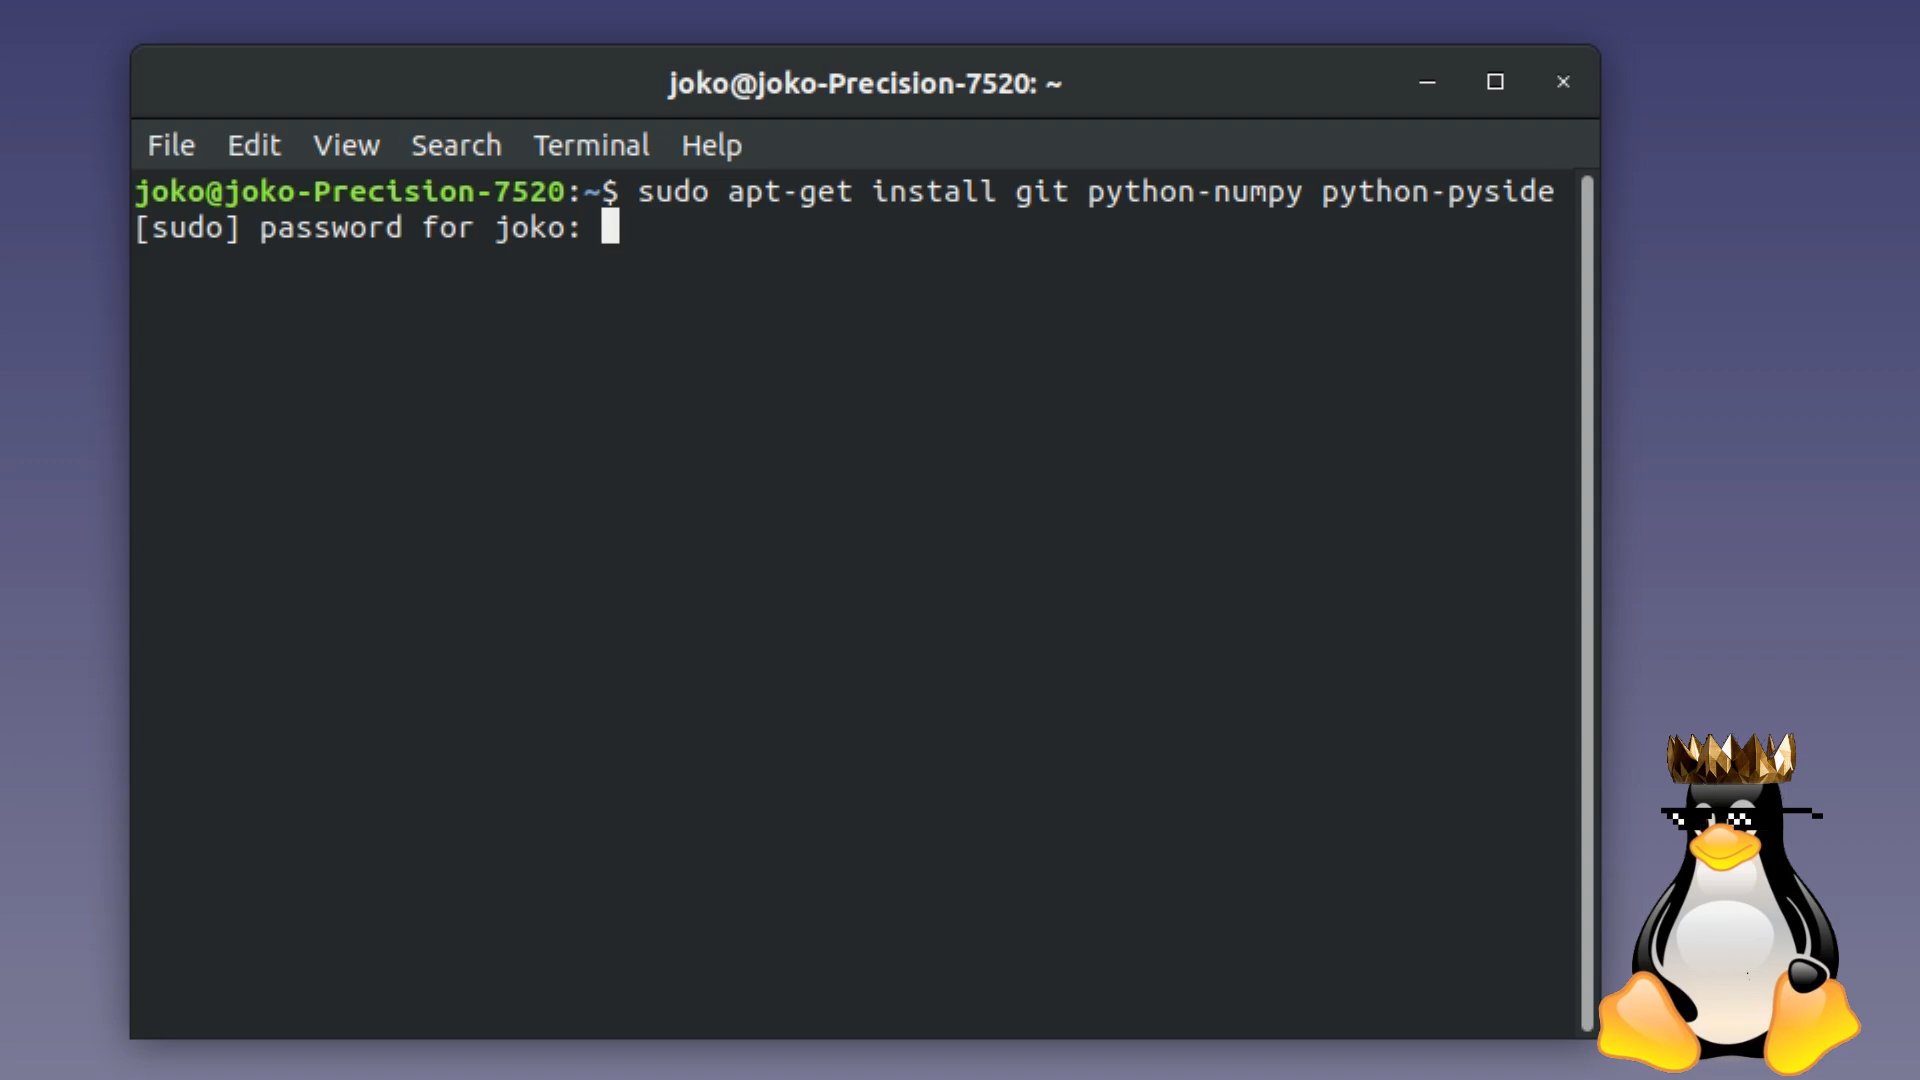 joko@joko-Precision-7520: ~
File Edit View Search Terminal Help
joko@joko-Precision-7520:~$ sudo apt-get install git python-numpy python-pyside
[sudo] password for joko: